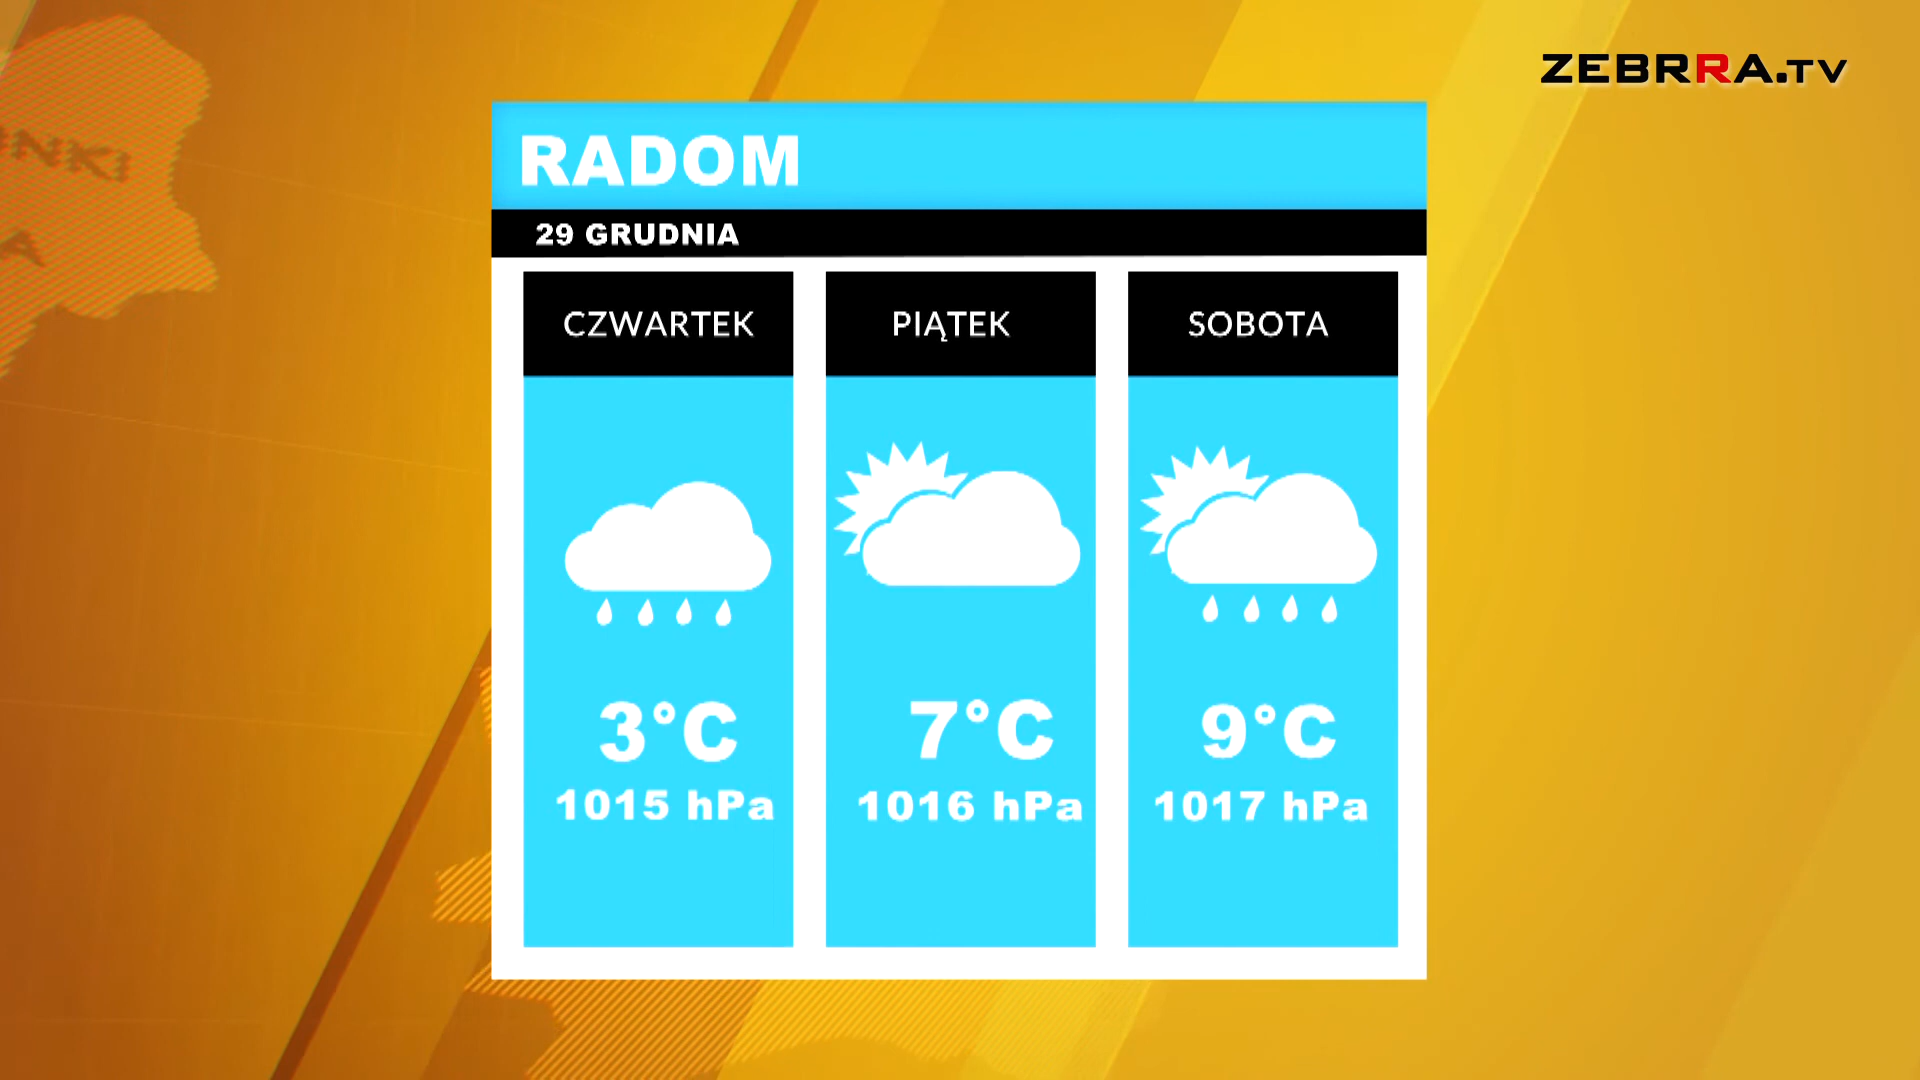 ZEBRRA.TV
RADOM
29 GRUDNIA
CZWARTEK
PIĄTEK
SOBOTA
3°C
7°C
9°C
1015 hPa
1016 hPa
1017 hPa